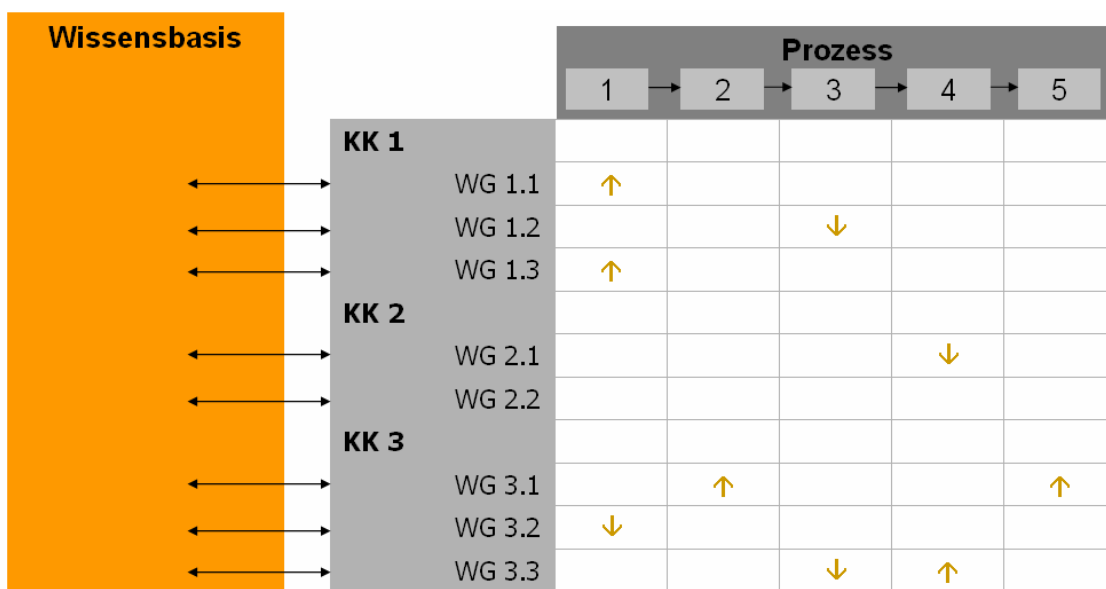 Wissensbasis
Prozess
1 2 3 4 5
KK 1
WG 1.1
WG 1.2
WG 1.3
KK 2
WG 2.1
WG 2.2
KK 3
WG 3.1
WG 3.2
WG 3.3